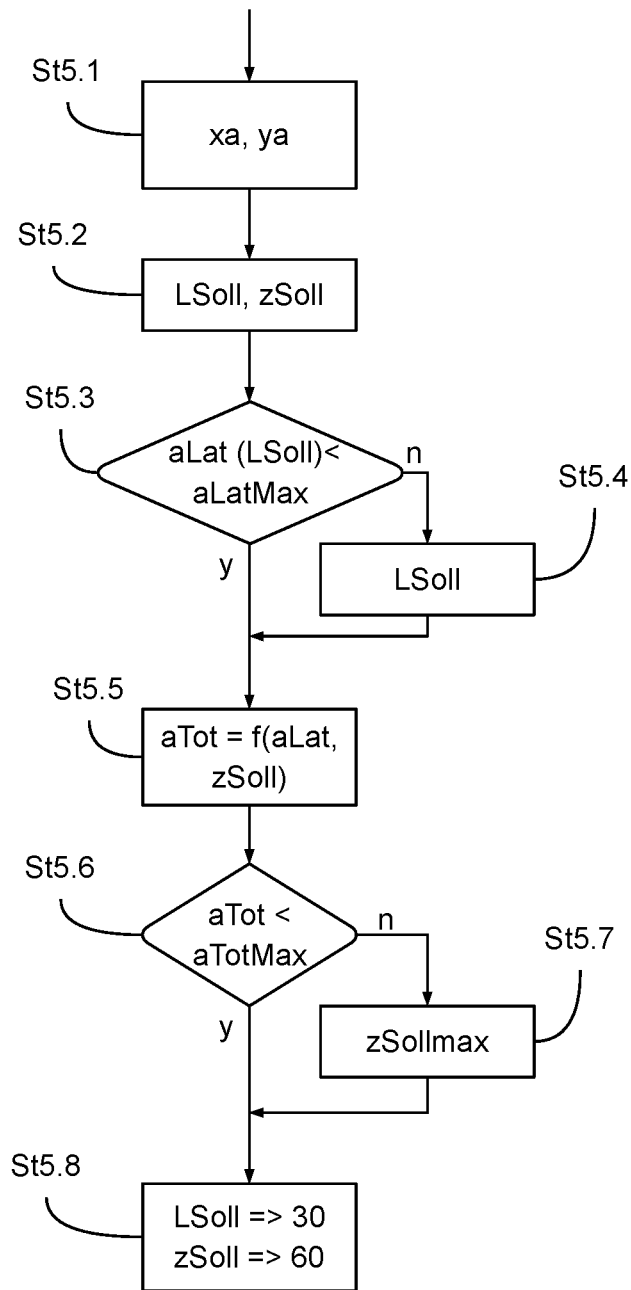 St5.1
xa, ya
St5.2
LSoll, zSoll
St5.3
aLat (LSoll)<
aLatMax
n
St5.4
y
LSoll
St5.5
aTot = f(aLat,
zSoll)
St5.6
aTot <
aTotMax
n
St5.7
y
zSollmax
St5.8
LSoll => 30
zSoll => 60